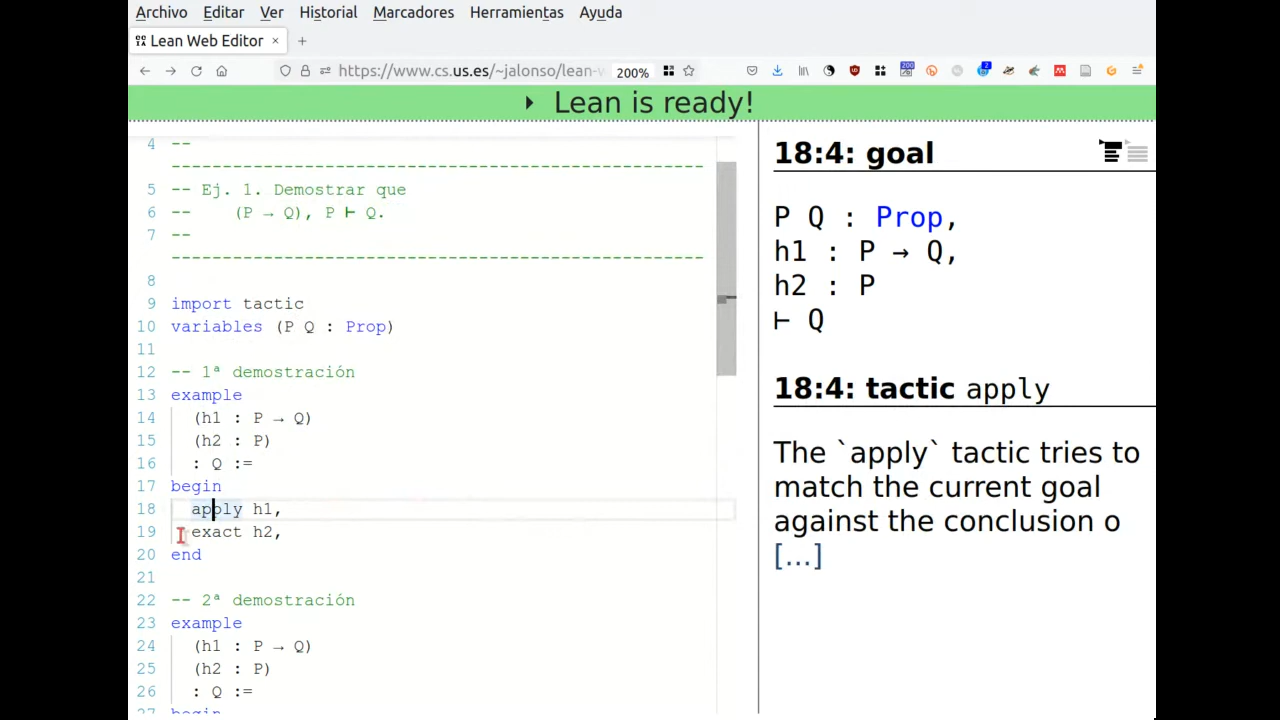 Archivo Editar Ver Historial Marcadores Herramientas Ayuda
Lean Web Editor × +
https://www.cs.us.es/~jalonso/lean-w 200%
Lean is ready!
4 --
-----------------------------------------------------
5 -- Ej. 1. Demostrar que
6 --    (P → Q), P ⊢ Q.
7 --
-----------------------------------------------------
8
9 import tactic
10 variables (P Q : Prop)
11
12 -- 1ª demostración
13 example
14   (h1 : P → Q)
15   (h2 : P)
16   : Q :=
17 begin
18   apply h1,
19   exact h2,
20 end
21
22 -- 2ª demostración
23 example
24   (h1 : P → Q)
25   (h2 : P)
26   : Q :=
27 begin
18:4: goal
P Q : Prop,
h1 : P → Q,
h2 : P
⊢ Q
18:4: tactic apply
The `apply` tactic tries to
match the current goal
against the conclusion o
[...]